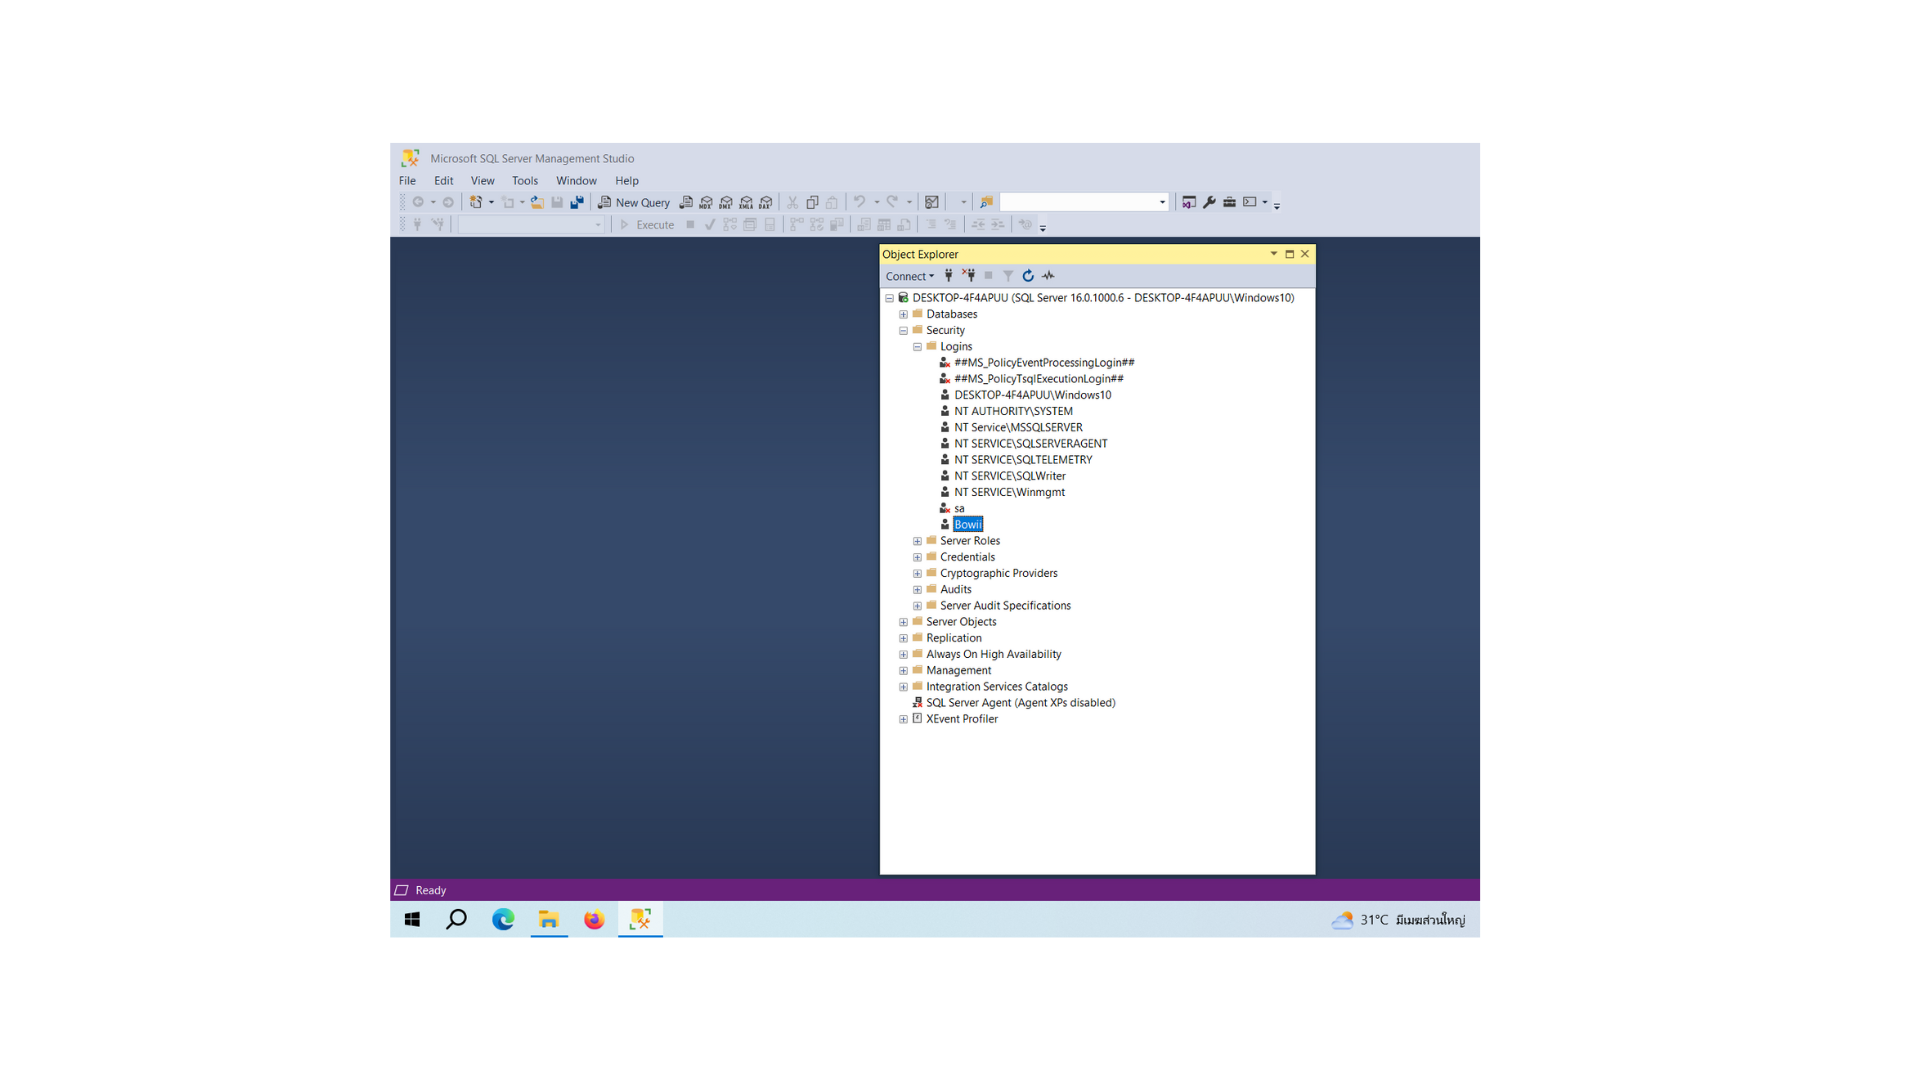 Microsoft SQL Server Management Studio
File Edit View Tools Window Help
New Query MDX DMX XMLA DAX
Execute
Object Explorer
Connect
DESKTOP-4F4APUU (SQL Server 16.0.1000.6 - DESKTOP-4F4APUU\Windows10)
Databases
Security
Logins
##MS_PolicyEventProcessingLogin##
##MS_PolicyTsqlExecutionLogin##
DESKTOP-4F4APUU\Windows10
NT AUTHORITY\SYSTEM
NT Service\MSSQLSERVER
NT SERVICE\SQLSERVERAGENT
NT SERVICE\SQLTELEMETRY
NT SERVICE\SQLWriter
NT SERVICE\Winmgmt
sa
Bowii
Server Roles
Credentials
Cryptographic Providers
Audits
Server Audit Specifications
Server Objects
Replication
Always On High Availability
Management
Integration Services Catalogs
SQL Server Agent (Agent XPs disabled)
XEvent Profiler
Ready
31°C มีเมฆส่วนใหญ่